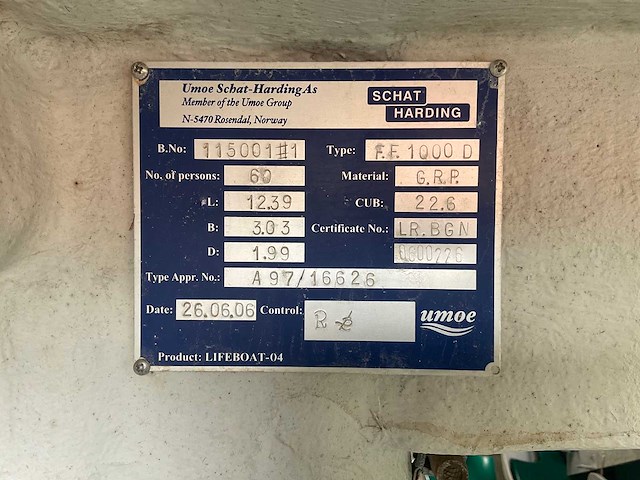 Umoe Schat-Harding As
Member of the Umoe Group
N-5470 Rosendal, Norway
SCHAT
HARDING
B.No: 115001#1 Type: F.F.1000 D
No. of persons: 60 Material: G.R.P.
L: 12.39 CUB: 22.6
B: 3.03 Certificate No.: LR.BGN
D: 1.99 0600776
Type Appr. No.: A97/16626
Date: 26.06.06 Control: R
umoe
Product: LIFEBOAT-04